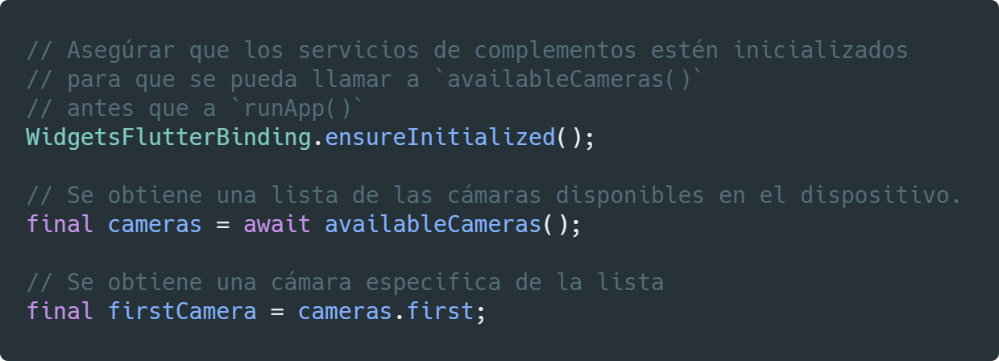 // Asegúrar que los servicios de complementos estén inicializados
// para que se pueda llamar a `availableCameras()`
// antes que a `runApp()`
WidgetsFlutterBinding.ensureInitialized();
// Se obtiene una lista de las cámaras disponibles en el dispositivo.
final cameras = await availableCameras();
// Se obtiene una cámara especifica de la lista
final firstCamera = cameras.first;